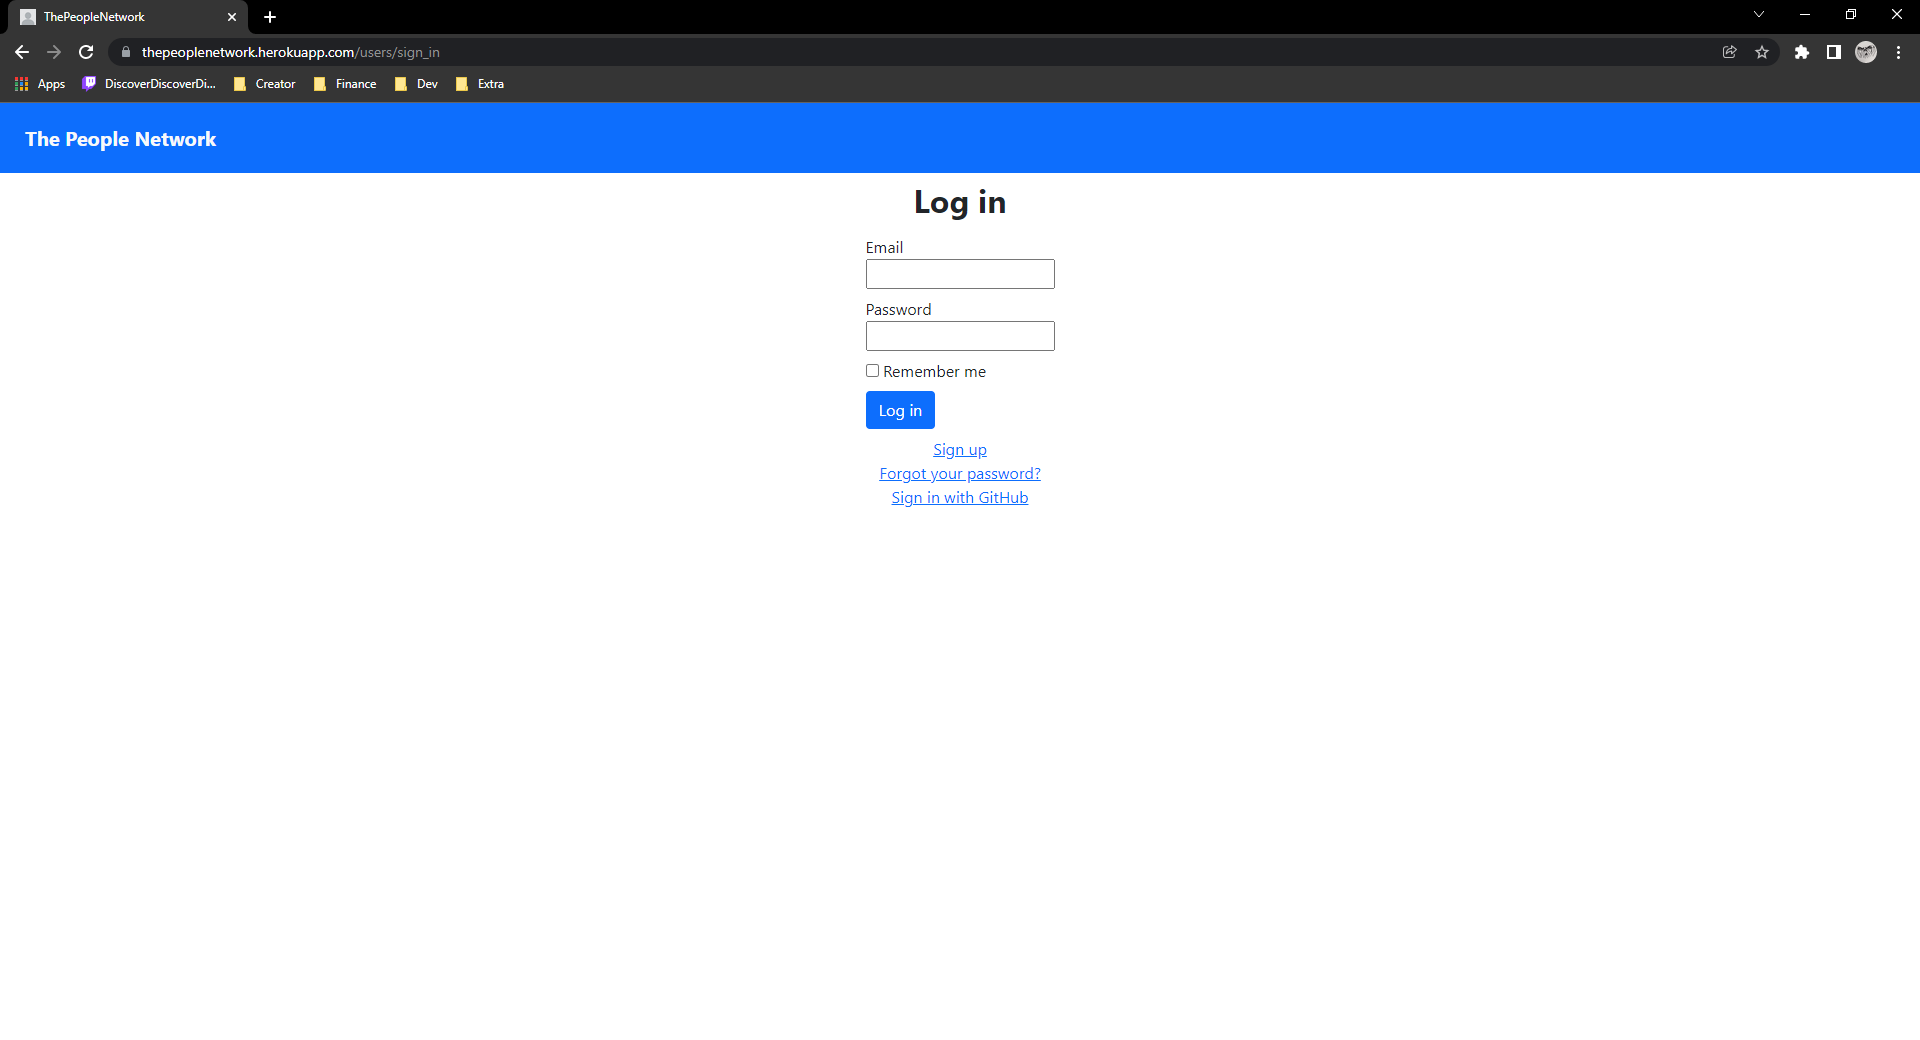 ThePeopleNetwork
thepeoplenetwork.herokuapp.com/users/sign_in
Apps DiscoverDiscoverDi... Creator Finance Dev Extra
The People Network
Log in
Email
Password
Remember me
Log in
Sign up
Forgot your password?
Sign in with GitHub